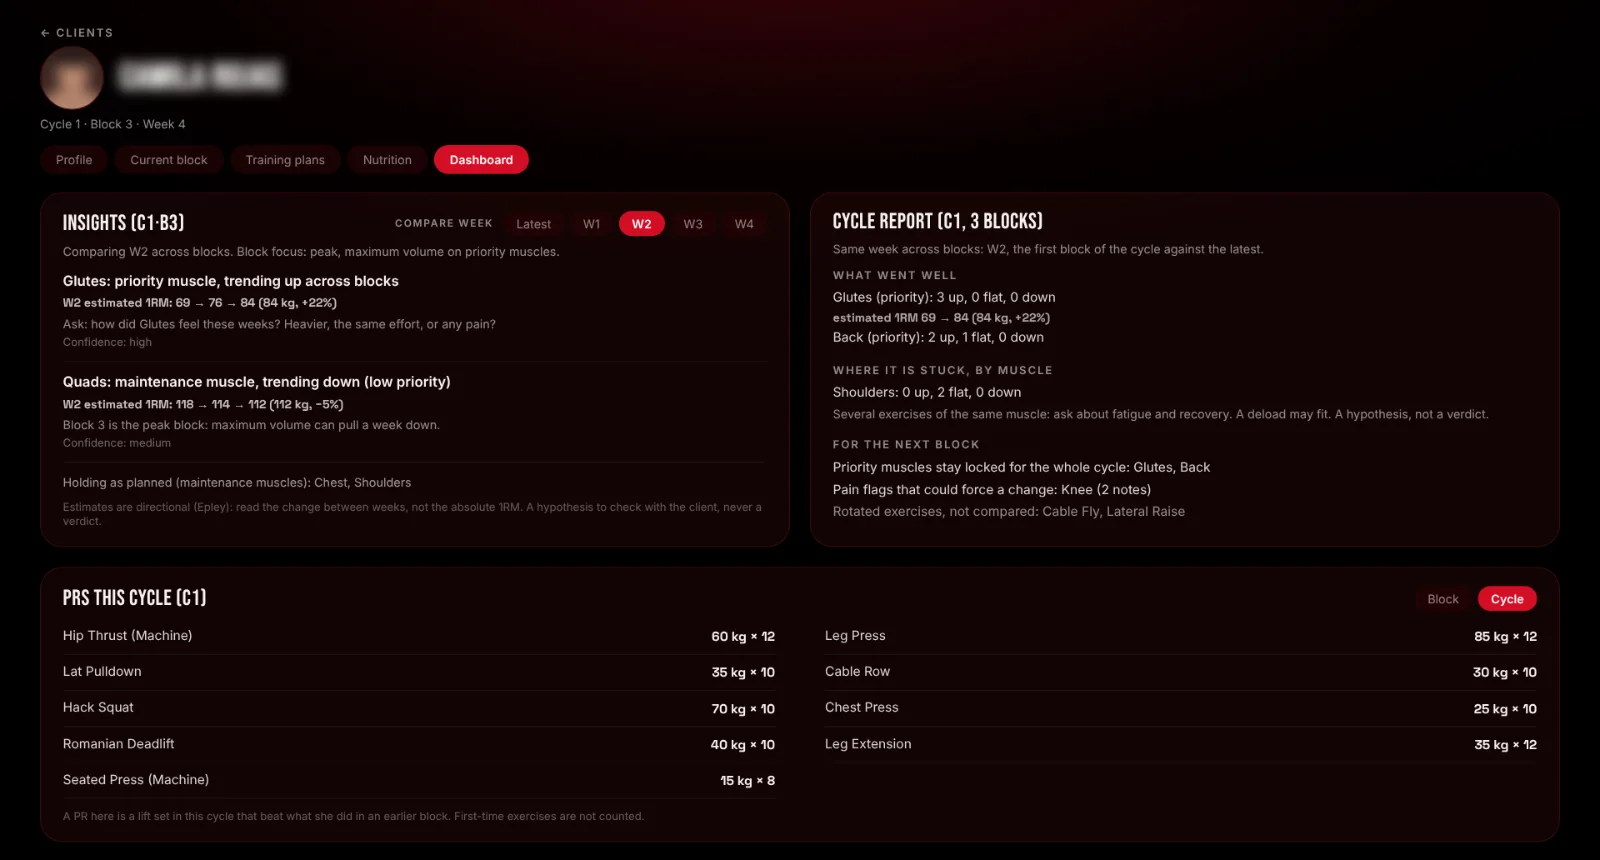 ← CLIENTS
Cycle 1 · Block 3 · Week 4
Profile
Current block
Training plans
Nutrition
Dashboard
INSIGHTS (C1·B3)
COMPARE WEEK
Latest
W1
W2
W3
W4
Comparing W2 across blocks. Block focus: peak, maximum volume on priority muscles.
Glutes: priority muscle, trending up across blocks
W2 estimated 1RM: 69 → 76 → 84 (84 kg, +22%)
Ask: how did Glutes feel these weeks? Heavier, the same effort, or any pain?
Confidence: high
Quads: maintenance muscle, trending down (low priority)
W2 estimated 1RM: 118 → 114 → 112 (112 kg, −5%)
Block 3 is the peak block: maximum volume can pull a week down.
Confidence: medium
Holding as planned (maintenance muscles): Chest, Shoulders
Estimates are directional (Epley): read the change between weeks, not the absolute 1RM. A hypothesis to check with the client, never a
verdict.
CYCLE REPORT (C1, 3 BLOCKS)
Same week across blocks: W2, the first block of the cycle against the latest.
WHAT WENT WELL
Glutes (priority): 3 up, 0 flat, 0 down
estimated 1RM 69 → 84 (84 kg, +22%)
Back (priority): 2 up, 1 flat, 0 down
WHERE IT IS STUCK, BY MUSCLE
Shoulders: 0 up, 2 flat, 0 down
Several exercises of the same muscle: ask about fatigue and recovery. A deload may fit. A hypothesis, not a verdict.
FOR THE NEXT BLOCK
Priority muscles stay locked for the whole cycle: Glutes, Back
Pain flags that could force a change: Knee (2 notes)
Rotated exercises, not compared: Cable Fly, Lateral Raise
PRS THIS CYCLE (C1)
Block
Cycle
Hip Thrust (Machine) 60 kg × 12
Lat Pulldown 35 kg × 10
Hack Squat 70 kg × 10
Romanian Deadlift 40 kg × 10
Seated Press (Machine) 15 kg × 8
Leg Press 85 kg × 12
Cable Row 30 kg × 10
Chest Press 25 kg × 10
Leg Extension 35 kg × 12
A PR here is a lift set in this cycle that beat what she did in an earlier block. First-time exercises are not counted.